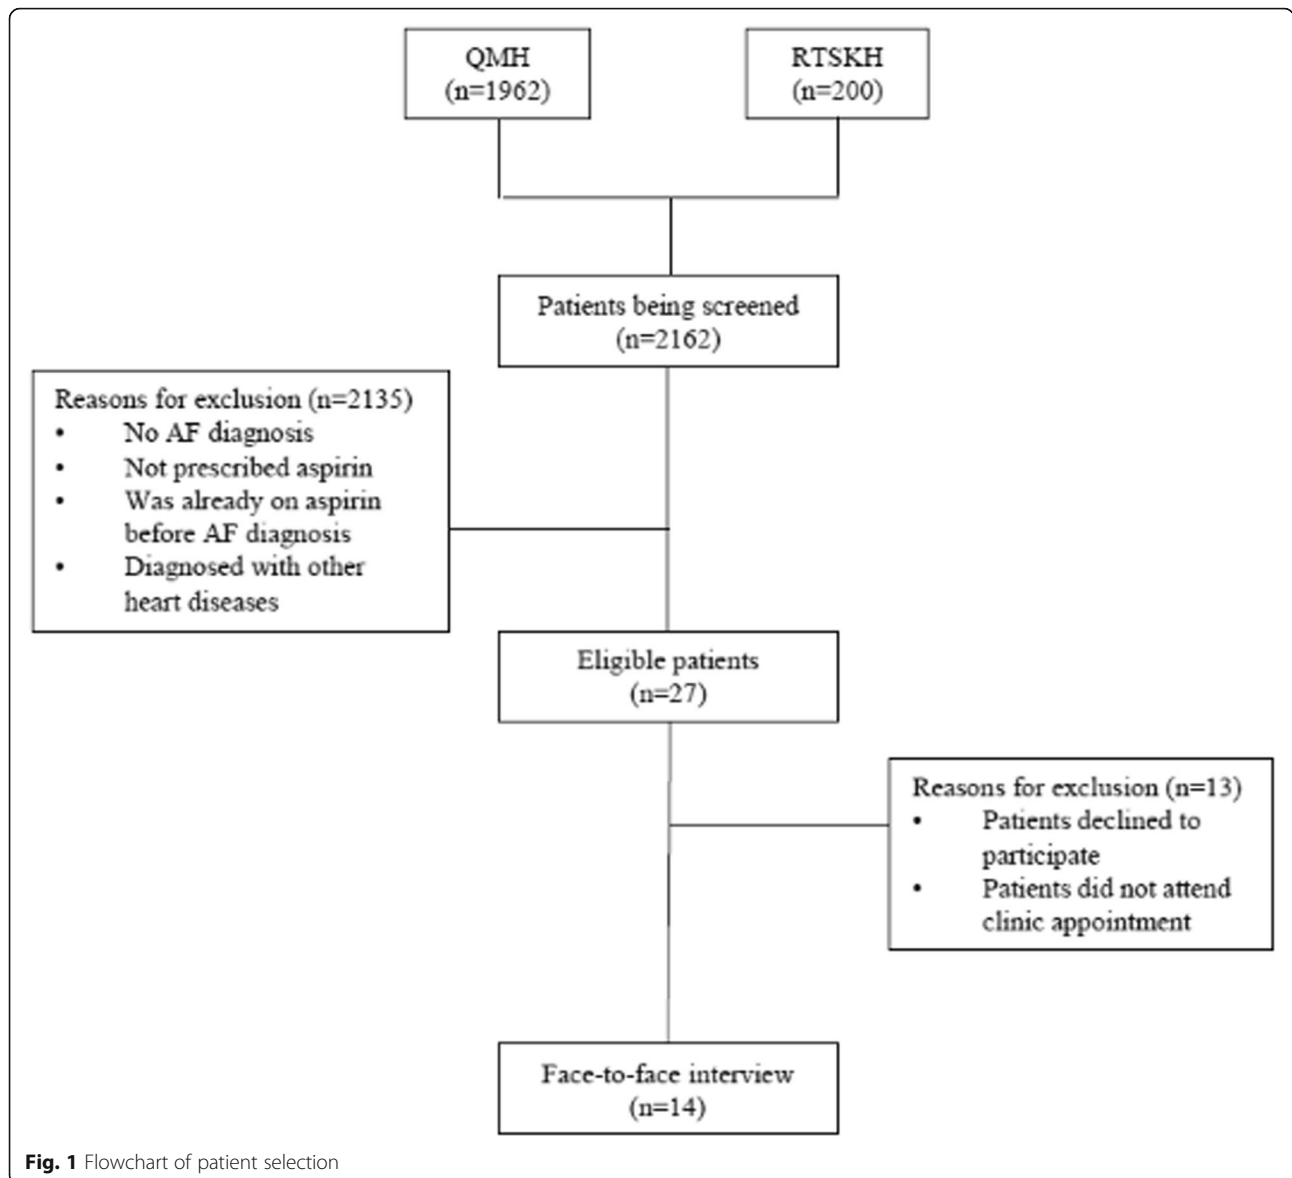 QMH
(n=1962)
RTSKH
(n=200)
Patients being screened
(n=2162)
Reasons for exclusion (n=2135)
• No AF diagnosis
• Not prescribed aspirin
• Was already on aspirin
before AF diagnosis
• Diagnosed with other
heart diseases
Eligible patients
(n=27)
Reasons for exclusion (n=13)
• Patients declined to
participate
• Patients did not attend
clinic appointment
Face-to-face interview
(n=14)
Fig. 1 Flowchart of patient selection